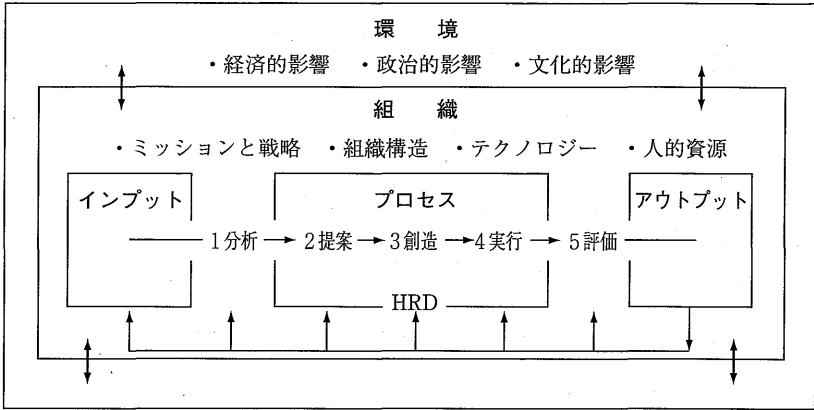 環　境
・経済的影響　・政治的影響　・文化的影響
組　織
・ミッションと戦略　・組織構造　・テクノロジー　・人的資源
インプット　プロセス　アウトプット
1分析　2提案　3創造　4実行　5評価
HRD